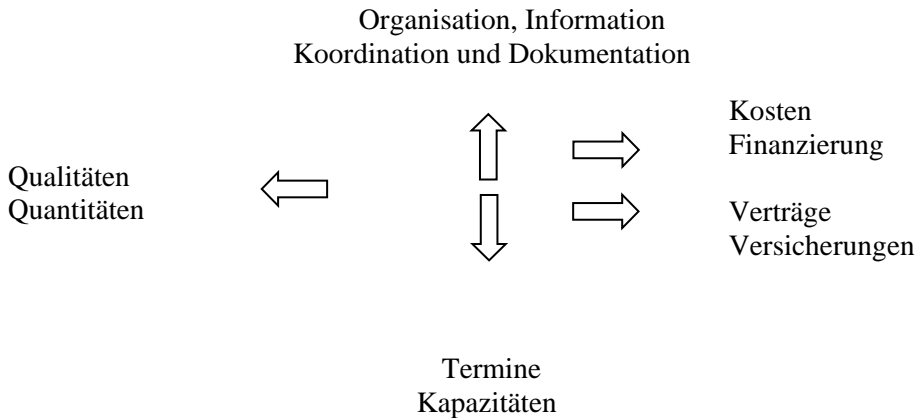 Organisation, Information
Koordination und Dokumentation
Kosten
Finanzierung
Qualitäten
Quantitäten
Verträge
Versicherungen
Termine
Kapazitäten